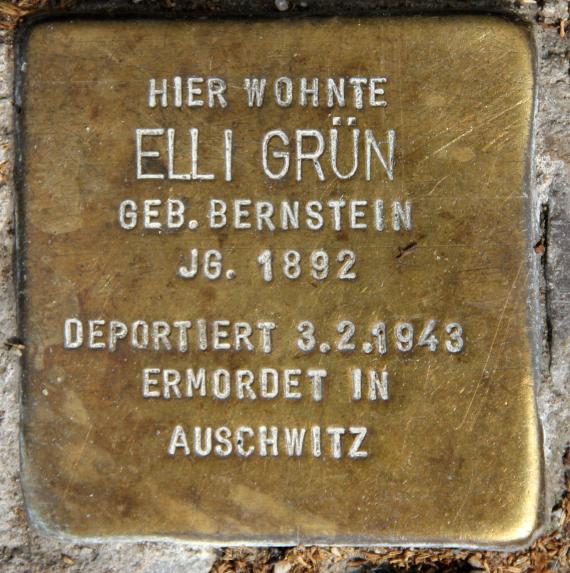 HIER WOHNTE
ELLI GRÜN
GEB. BERNSTEIN
JG. 1892
DEPORTIERT 3.2.1943
ERMORDET IN
AUSCHWITZ